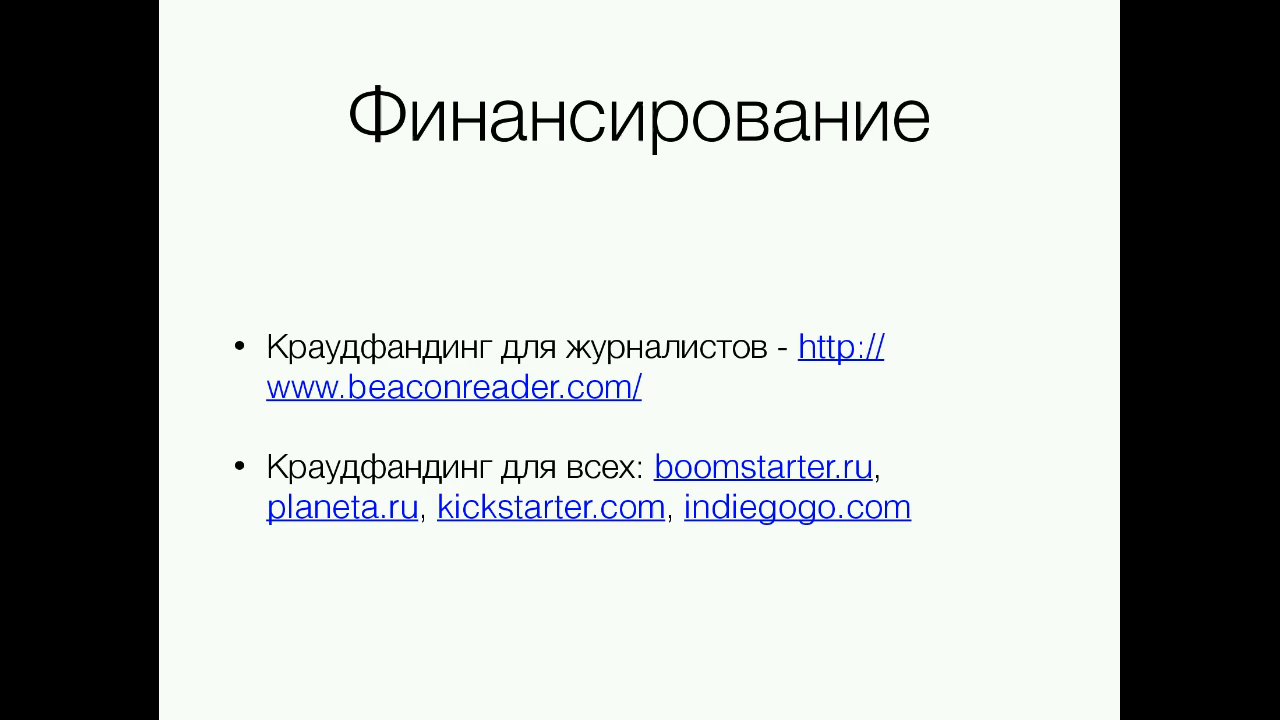 Финансирование
• Краудфандинг для журналистов - http://
www.beaconreader.com/
• Краудфандинг для всех: boomstarter.ru,
planeta.ru, kickstarter.com, indiegogo.com